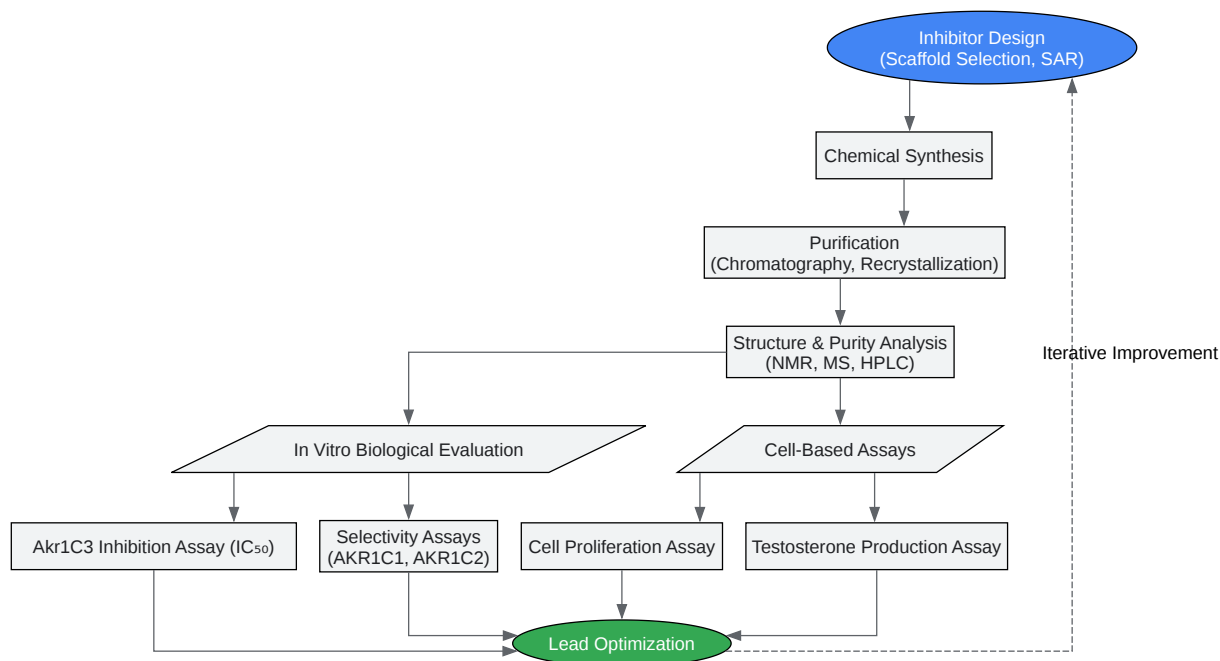 Inhibitor Design
(Scaffold Selection, SAR)
Chemical Synthesis
Purification
(Chromatography, Recrystallization)
Structure & Purity Analysis
(NMR, MS, HPLC)
Iterative Improvement
In Vitro Biological Evaluation
Cell-Based Assays
Akr1C3 Inhibition Assay (IC₅₀)
Selectivity Assays
(AKR1C1, AKR1C2)
Cell Proliferation Assay
Testosterone Production Assay
Lead Optimization